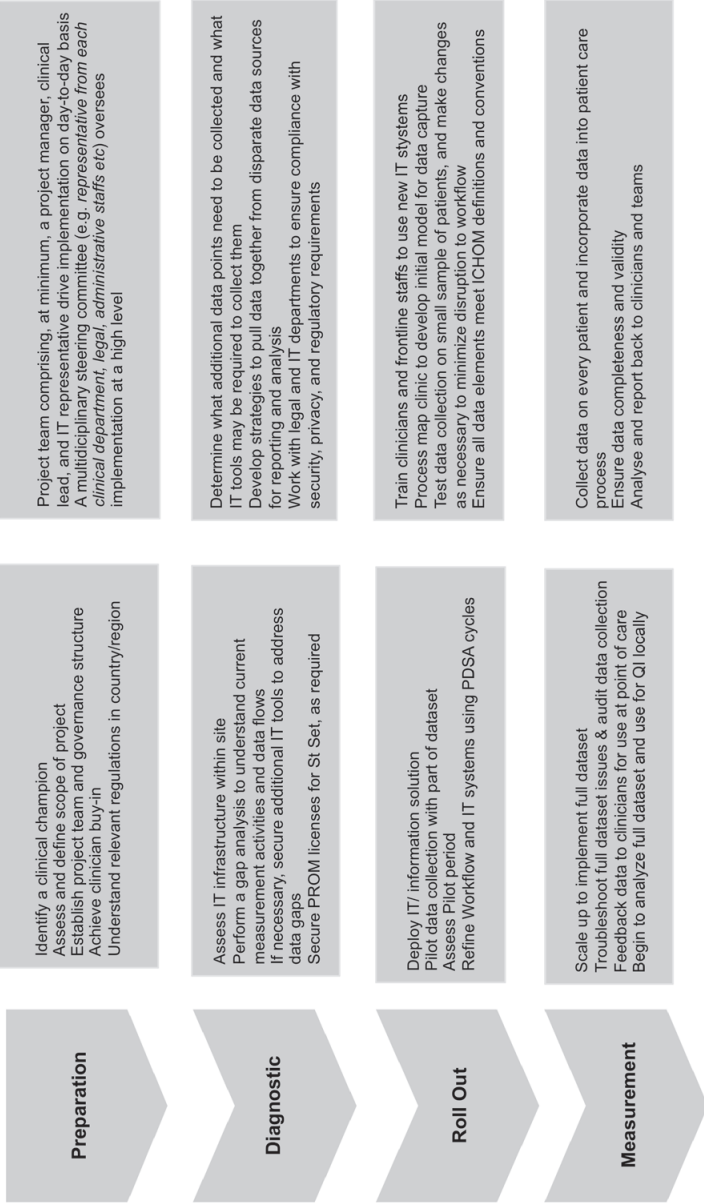 Preparation
Identify a clinical champion
Assess and define scope of project
Establish project team and governance structure
Achieve clinician buy-in
Understand relevant regulations in country/region
Project team comprising, at minimum, a project manager, clinical
lead, and IT representative drive implementation on day-to-day basis
A multidiciplinary steering committee (e.g. representative from each
clinical department, legal, administrative staffs etc) oversees
implementation at a high level
Diagnostic
Assess IT infrastructure within site
Perform a gap analysis to understand current
measurement activities and data flows
If necessary, secure additional IT tools to address
data gaps
Secure PROM licenses for St Set, as required
Determine what additional data points need to be collected and what
IT tools may be required to collect them
Develop strategies to pull data together from disparate data sources
for reporting and analysis
Work with legal and IT departments to ensure compliance with
security, privacy, and regulatory requirements
Roll Out
Deploy IT/ information solution
Pilot data collection with part of dataset
Assess Pilot period
Refine Workflow and IT systems using PDSA cycles
Train clinicians and frontline staffs to use new IT stystems
Process map clinic to develop initial model for data capture
Test data collection on small sample of patients, and make changes
as necessary to minimize disruption to workflow
Ensure all data elements meet ICHOM definitions and conventions
Measurement
Scale up to implement full dataset
Troubleshoot full dataset issues & audit data collection
Feedback data to clinicians for use at point of care
Begin to analyze full dataset and use for QI locally
Collect data on every patient and incorporate data into patient care
process
Ensure data completeness and validity
Analyse and report back to clinicians and teams